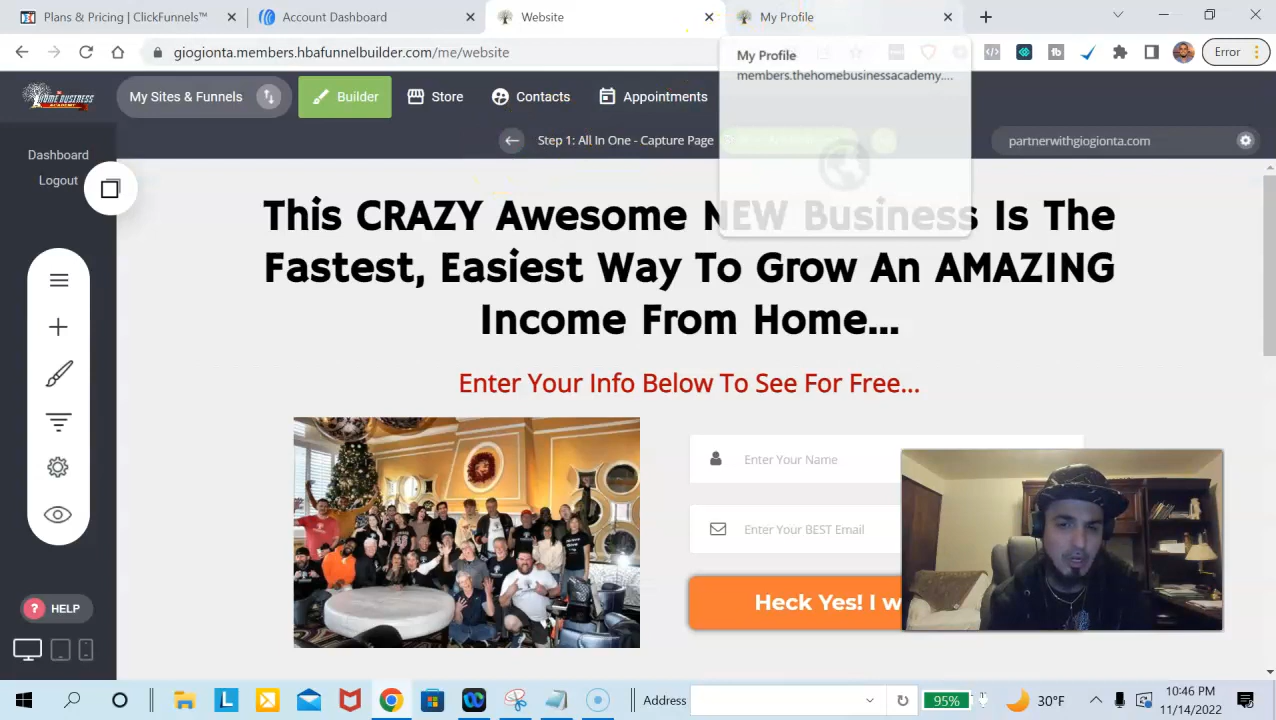 Plans & Pricing | ClickFunnels™
Account Dashboard
Website
My Profile
giogionta.members.hbafunnelbuilder.com/me/website
Error
My Profile
members.thehomebusinessacademy....
HOME BUSINESS
ACADEMY
My Sites & Funnels
Builder
Store
Contacts
Appointments
Step 1: All In One - Capture Page
partnerwithgiogionta.com
Dashboard
Logout
This CRAZY Awesome NEW Business Is The
Fastest, Easiest Way To Grow An AMAZING
Income From Home...
Enter Your Info Below To See For Free...
Enter Your Name
Enter Your BEST Email
Heck Yes! I w
? HELP
Address
95%
30°F
10:46 PM
11/14/2022